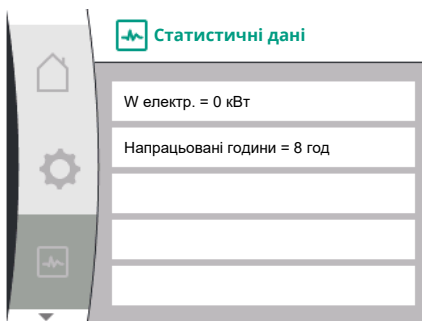 Статистичні дані
W електр. = 0 кВт
Напрацьовані години = 8 год